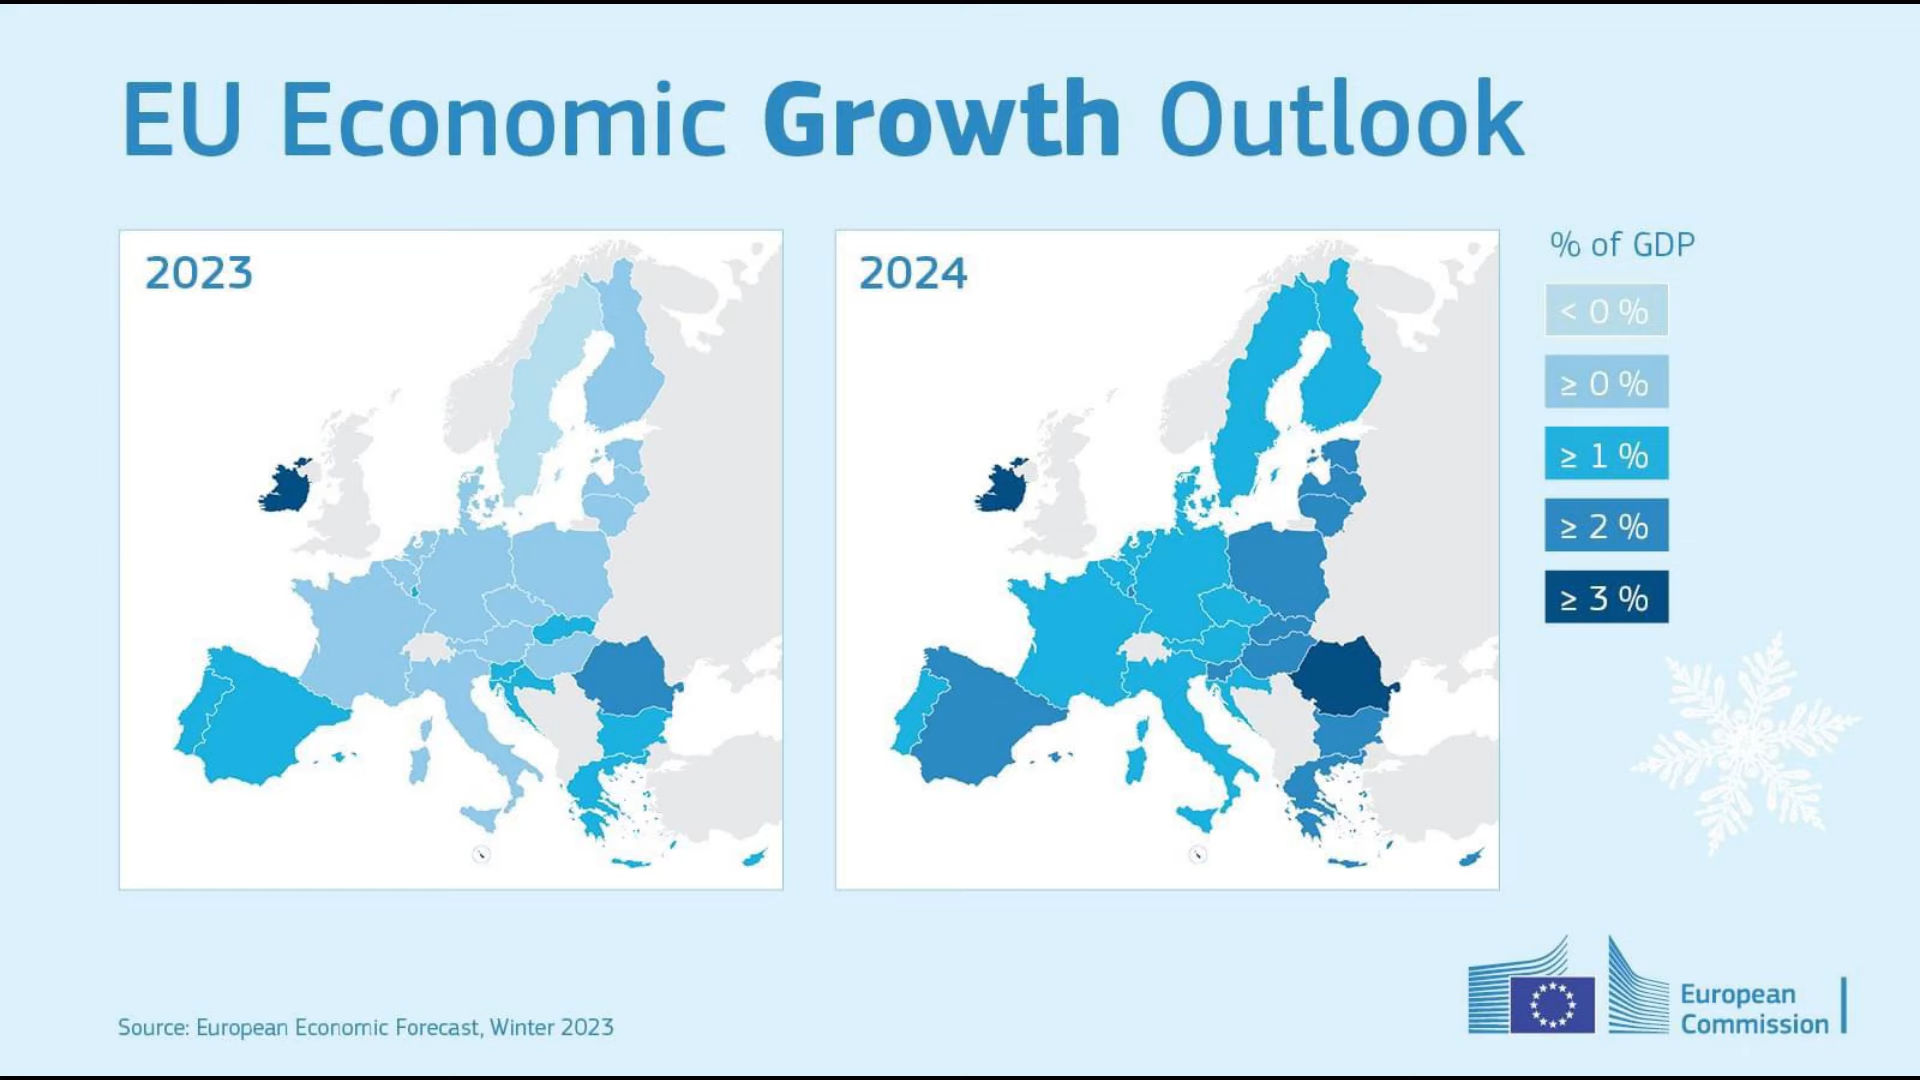 EU Economic Growth Outlook
2023
2024
% of GDP
< 0 %
≥ 0 %
≥ 1 %
≥ 2 %
≥ 3 %
Source: European Economic Forecast, Winter 2023
European
Commission